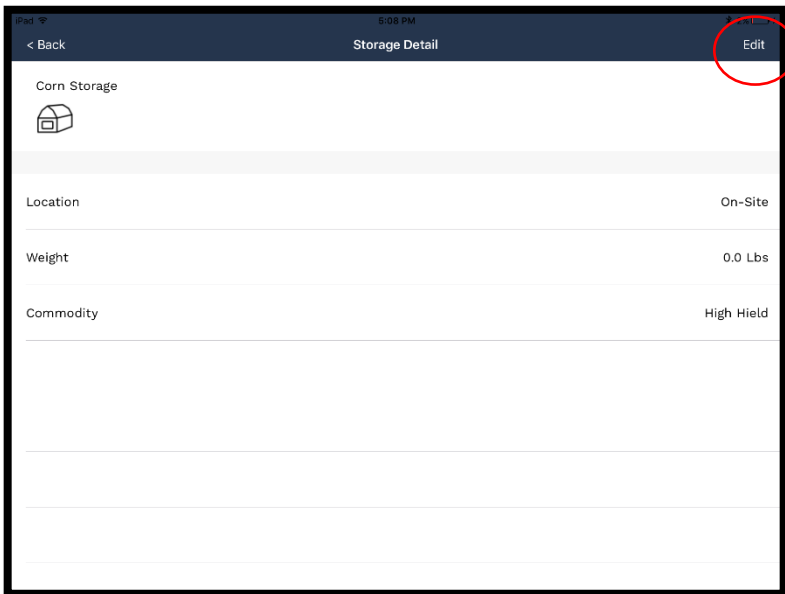 iPad 5:08 PM
< Back Storage Detail Edit
Corn Storage
Location On-Site
Weight 0.0 Lbs
Commodity High Hield